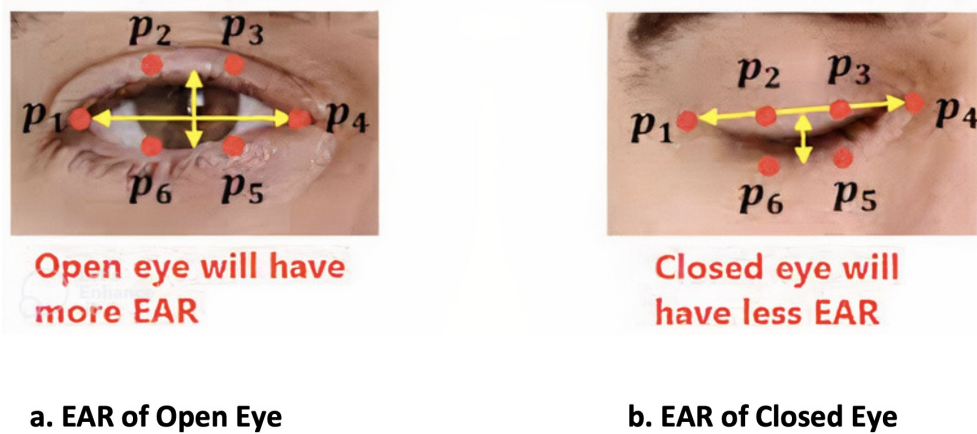 p2 p3
p1 p4
p6 p5
Open eye will have
more EAR
a. EAR of Open Eye
p2 p3
p1 p4
p6 p5
Closed eye will
have less EAR
b. EAR of Closed Eye